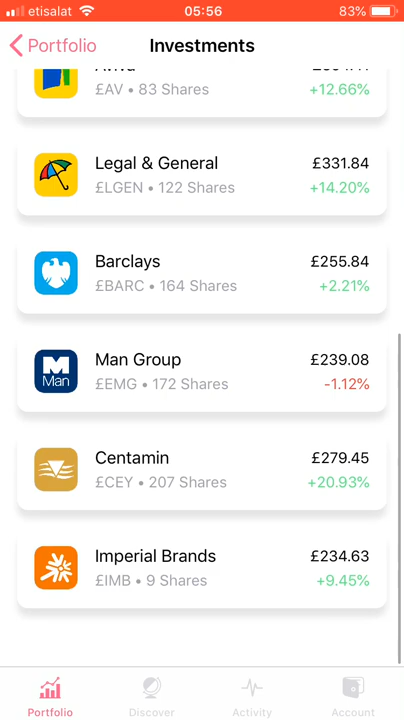 etisalat 05:56 83%
Portfolio Investments
£AV • 83 Shares +12.66%
Legal & General £331.84
£LGEN • 122 Shares +14.20%
Barclays £255.84
£BARC • 164 Shares +2.21%
Man Group £239.08
£EMG • 172 Shares -1.12%
M
Man
Centamin £279.45
£CEY • 207 Shares +20.93%
Imperial Brands £234.63
£IMB • 9 Shares +9.45%
Portfolio Discover Activity Account